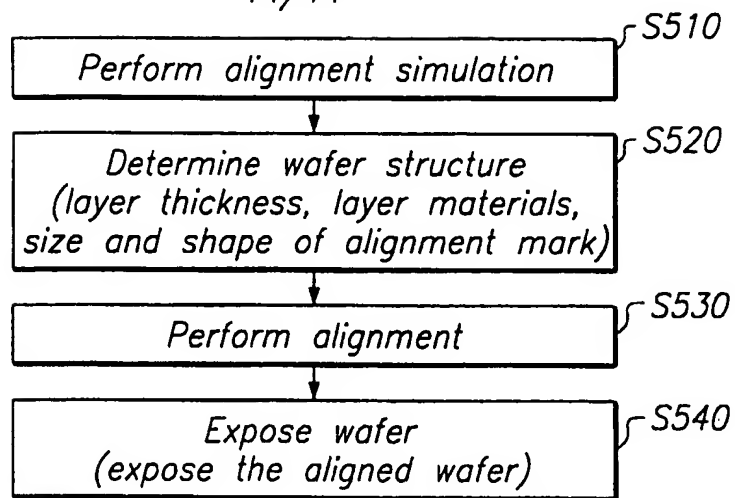 S510
Perform alignment simulation
S520
Determine wafer structure
(layer thickness, layer materials,
size and shape of alignment mark)
S530
Perform alignment
S540
Expose wafer
(expose the aligned wafer)